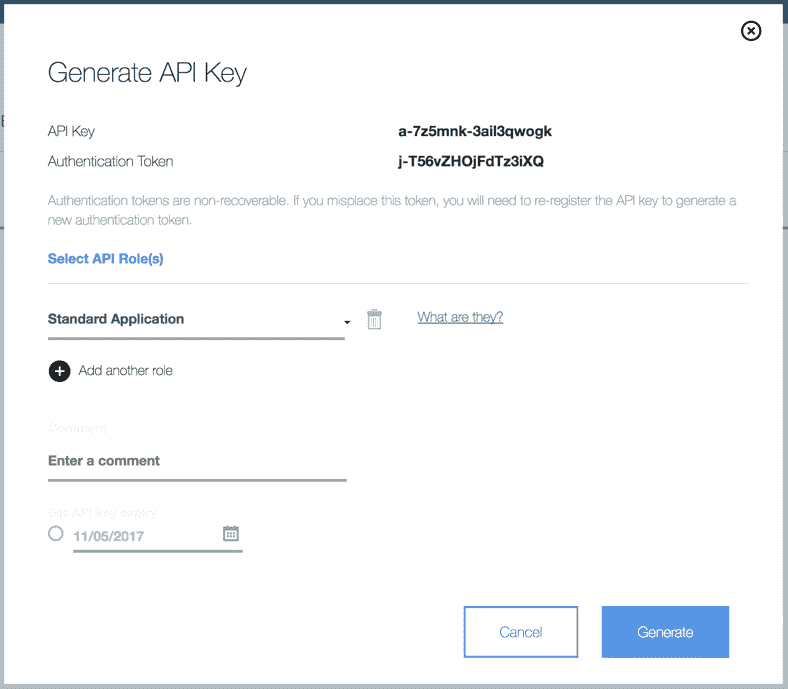 Generate API Key
API Key
a-7z5mnk-3ail3qwogk
Authentication Token
j-T56vZHOjFdTz3iXQ
Authentication tokens are non-recoverable. If you misplace this token, you will need to re-register the API key to generate a
new authentication token.
Select API Role(s)
Standard Application
What are they?
Add another role
Comment
Enter a comment
Set API key expiry
11/05/2017
Cancel
Generate